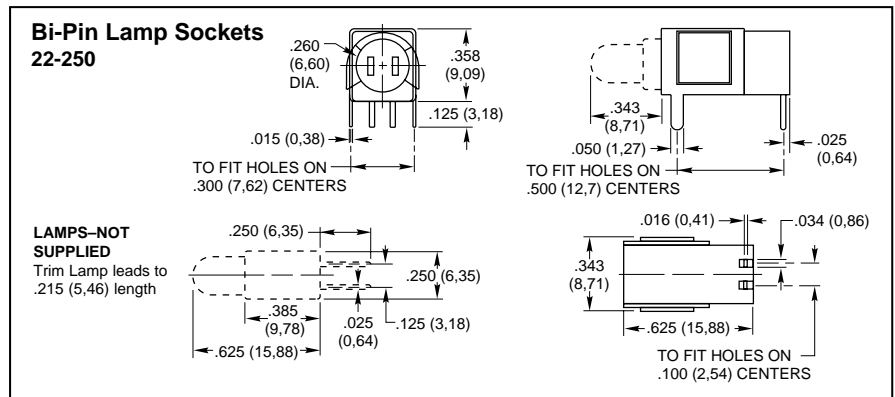 Bi-Pin Lamp Sockets
22-250
.260
(6,60)
DIA.
.358
(9,09)
.125 (3,18)
.015 (0,38)
TO FIT HOLES ON
.300 (7,62) CENTERS
.343
(8,71)
.050 (1,27)
.025
(0,64)
TO FIT HOLES ON
.500 (12,7) CENTERS
LAMPS–NOT
SUPPLIED
Trim Lamp leads to
.215 (5,46) length
.250 (6,35)
.250 (6,35)
.385
(9,78)
.025
(0,64)
.125 (3,18)
.625 (15,88)
.016 (0,41)
.034 (0,86)
.343
(8,71)
.625 (15,88)
TO FIT HOLES ON
.100 (2,54) CENTERS